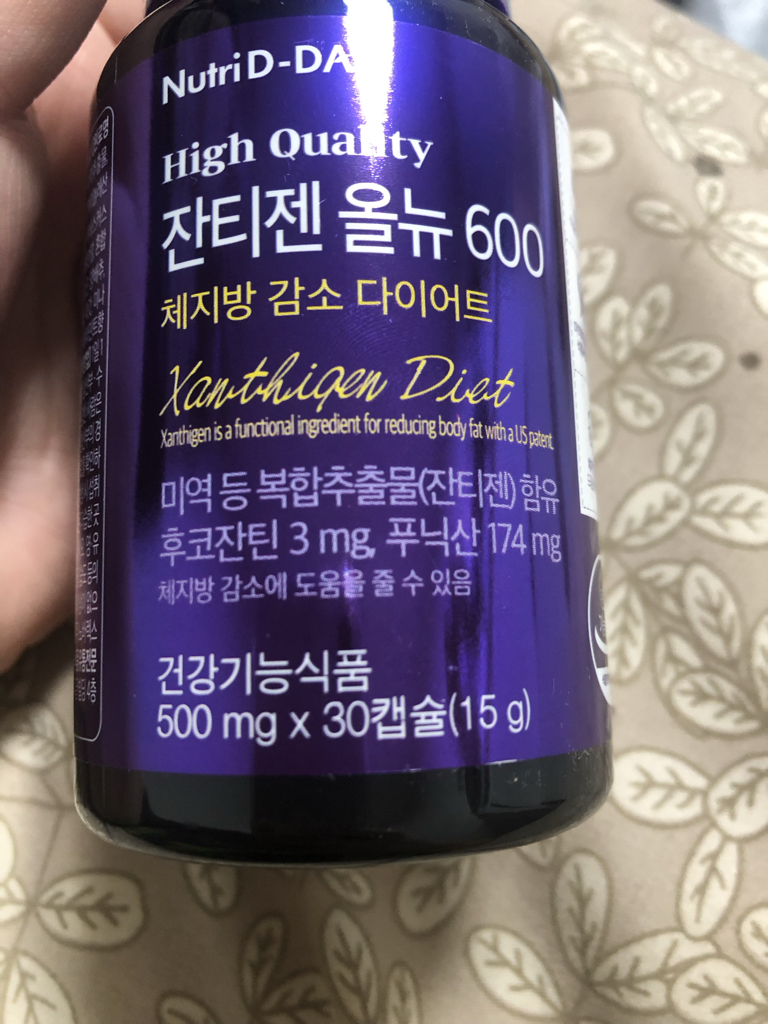 Nutri D-DA
High Quality
잔티젠 올뉴 600
체지방 감소 다이어트
Xanthigen Diet
Xanthigen is a functional ingredient for reducing body fat with a US patent.
미역 등 복합추출물(잔티젠) 함유
후코잔틴 3 mg, 푸닉산 174 mg
체지방 감소에 도움을 줄 수 있음
건강기능식품
500 mg x 30캡슐(15 g)